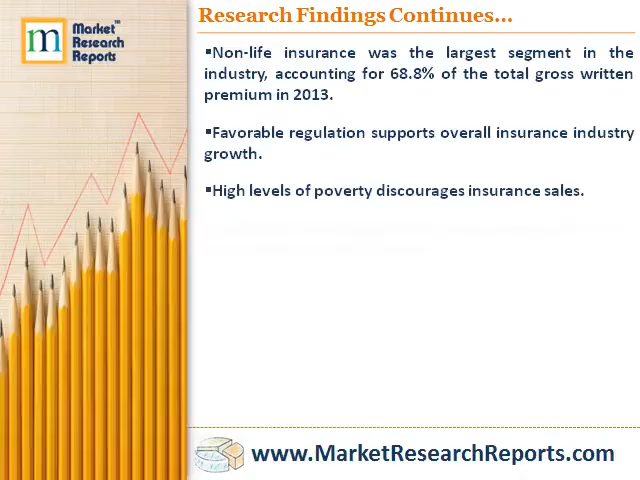 Research Findings Continues...
m
Market™
Research
Reports
▪Non-life insurance was the largest segment in the
industry, accounting for 68.8% of the total gross written
premium in 2013.
▪Favorable regulation supports overall insurance industry
growth.
▪High levels of poverty discourages insurance sales.
www.MarketResearchReports.com